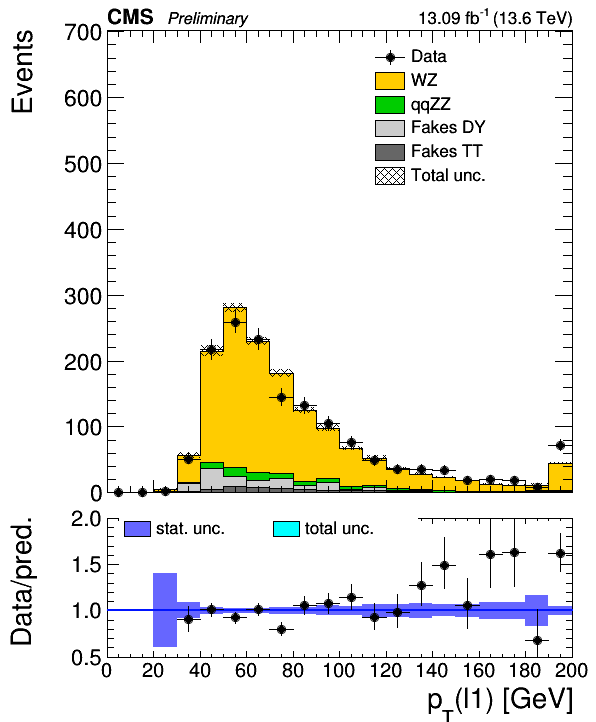 CMS Preliminary 13.09 fb⁻¹ (13.6 TeV)
Events
700
600
500
400
300
200
100
0
Data
WZ
qqZZ
Fakes DY
Fakes TT
Total unc.
Data/pred.
2.0
1.5
1.0
0.5
stat. unc.
total unc.
0 20 40 60 80 100 120 140 160 180 200
p_T(l1) [GeV]